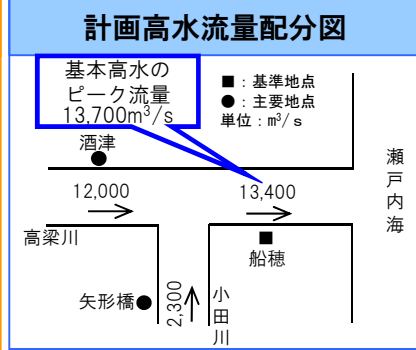 計画高水流量配分図
基本高水の
ピーク流量
13,700m³/s
■：基準地点
●：主要地点
単位：m³/s
酒津
●
瀬戸内海
12,000
13,400
高梁川
■
船穂
矢形橋●
2,300
小田川